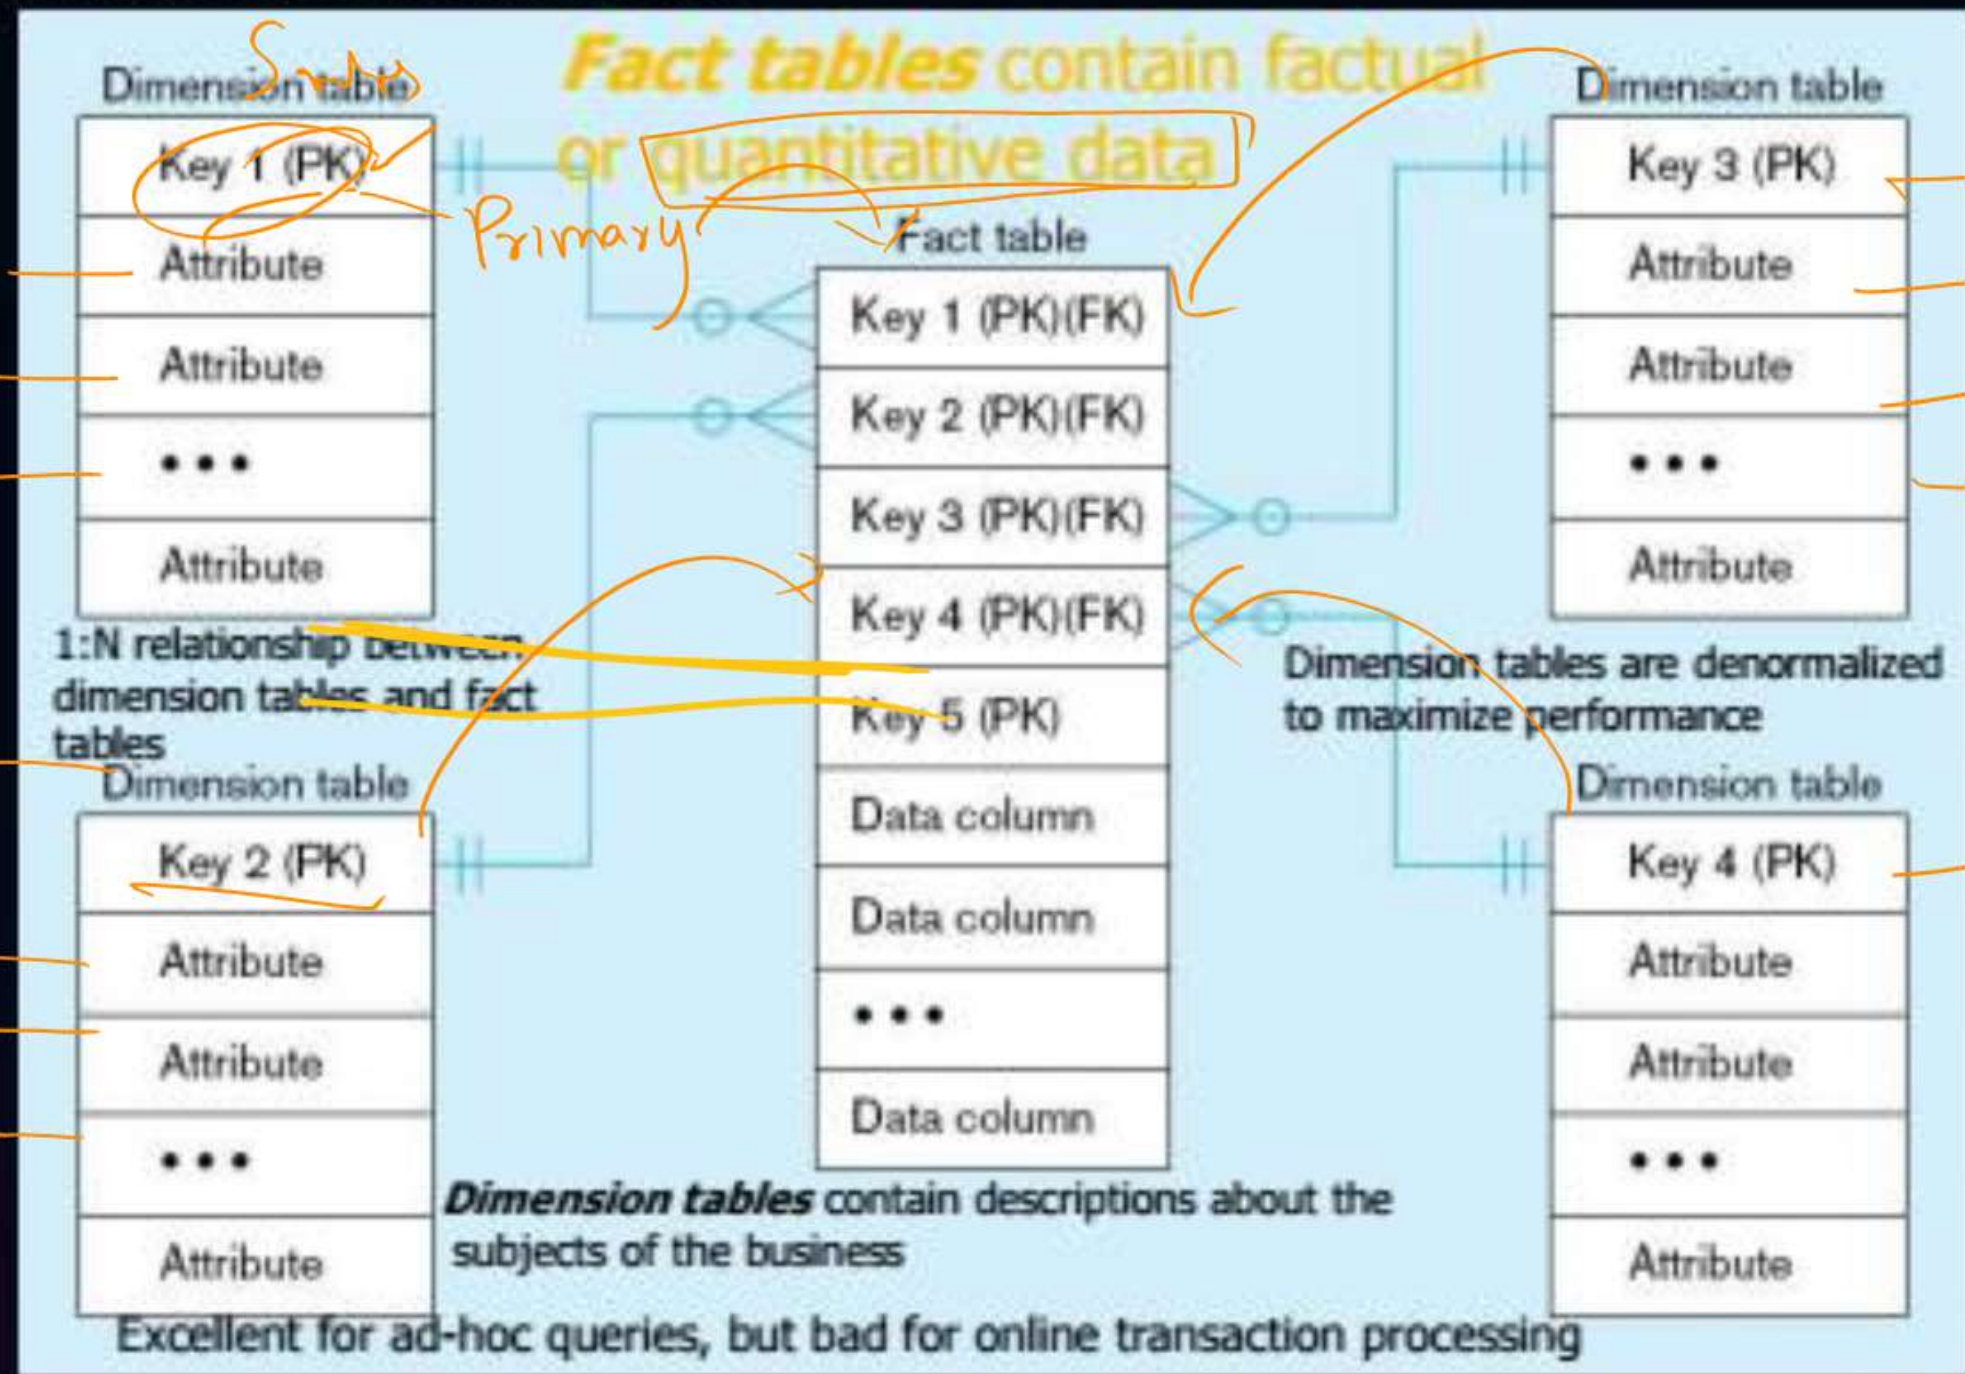 Fact tables contain factual
or quantitative data
Dimension table
Key 1 (PK)
Attribute
Attribute
•••
Attribute
Primary
Fact table
Key 1 (PK)(FK)
Key 2 (PK)(FK)
Key 3 (PK)(FK)
Key 4 (PK)(FK)
Key 5 (PK)
Data column
Data column
•••
Data column
Dimension table
Key 3 (PK)
Attribute
Attribute
•••
Attribute
1:N relationship between
dimension tables and fact
tables
Dimension tables are denormalized
to maximize performance
Dimension table
Key 2 (PK)
Attribute
Attribute
•••
Attribute
Dimension table
Key 4 (PK)
Attribute
Attribute
•••
Attribute
Dimension tables contain descriptions about the
subjects of the business
Excellent for ad-hoc queries, but bad for online transaction processing